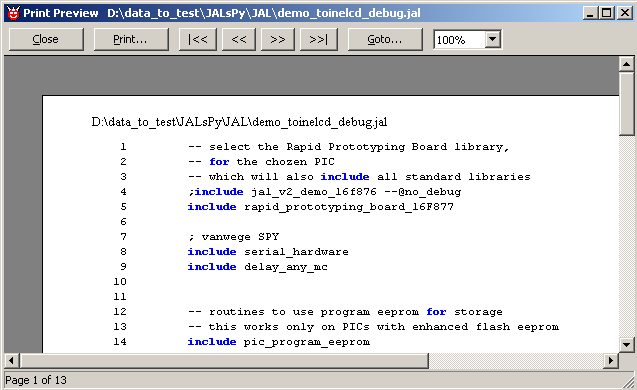 Print Preview   D:\data_to_test\JALsPy\JAL\demo_toinelcd_debug.jal
Close   Print...   |<<   <<   >>   >>|   Goto...   100%
D:\data_to_test\JALsPy\JAL\demo_toinelcd_debug.jal
1   -- select the Rapid Prototyping Board library,
2   -- for the chosen PIC
3   -- which will also include all standard libraries
4   ;include jal_v2_demo_16f876 --@no_debug
5   include rapid_prototyping_board_16F877
6
7   ; vanwege SPY
8   include serial_hardware
9   include delay_any_mc
10
11
12   -- routines to use program eeprom for storage
13   -- this works only on PICs with enhanced flash eeprom
14   include pic_program_eeprom
Page 1 of 13